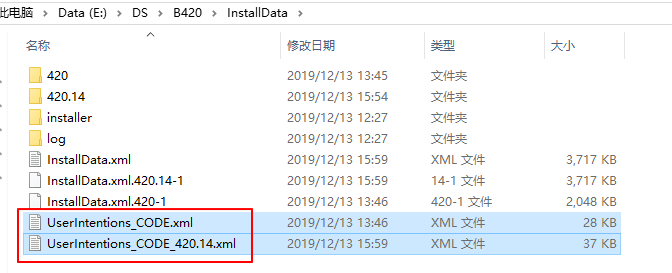 此电脑 › Data (E:) › DS › B420 › InstallData ›
名称 修改日期 类型 大小
420 2019/12/13 13:45 文件夹
420.14 2019/12/13 15:54 文件夹
installer 2019/12/13 12:27 文件夹
log 2019/12/13 12:27 文件夹
InstallData.xml 2019/12/13 15:59 XML 文件 3,717 KB
InstallData.xml.420.14-1 2019/12/13 15:59 14-1 文件 3,717 KB
InstallData.xml.420-1 2019/12/13 13:46 420-1 文件 2,048 KB
UserIntentions_CODE.xml 2019/12/13 13:46 XML 文件 28 KB
UserIntentions_CODE_420.14.xml 2019/12/13 15:59 XML 文件 37 KB